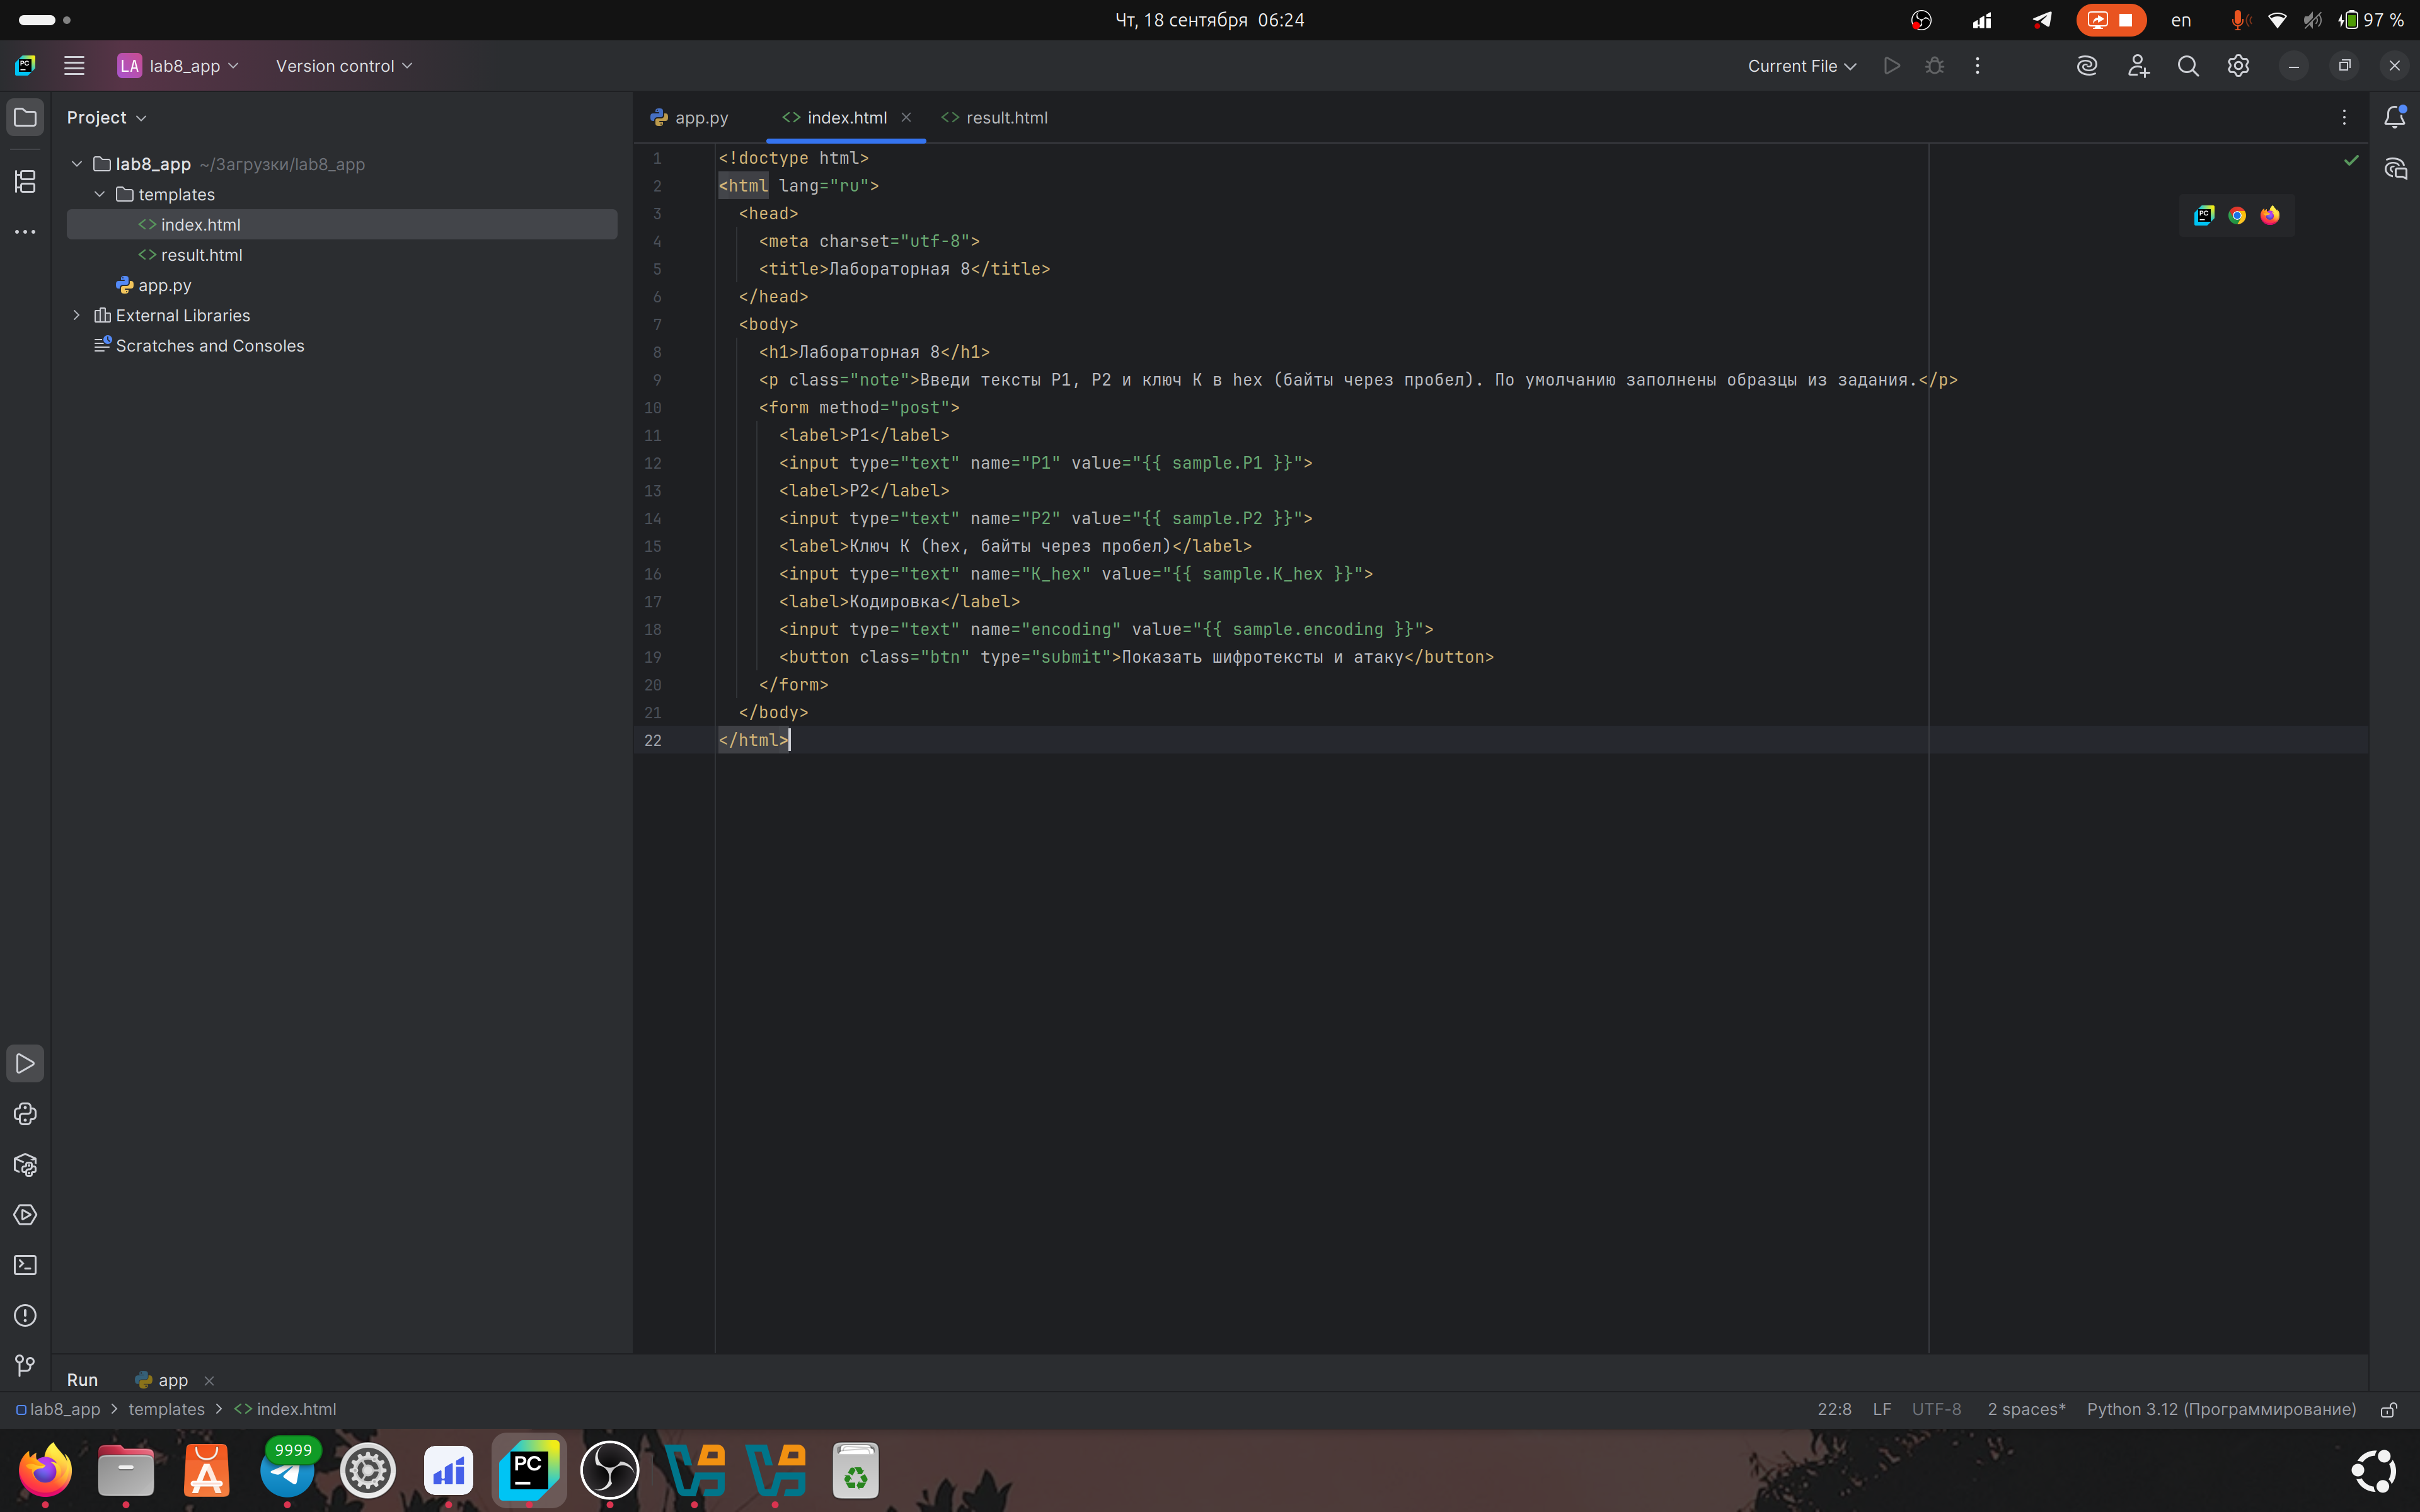 Чт, 18 сентября 06:24
en
97 %
PC
LA lab8_app
Version control
Current File
Project
app.py
index.html
result.html
lab8_app ~/Загрузки/lab8_app
templates
index.html
result.html
app.py
External Libraries
Scratches and Consoles
1 <!doctype html>
2 <html lang="ru">
3 <head>
4 <meta charset="utf-8">
5 <title>Лабораторная 8</title>
6 </head>
7 <body>
8 <h1>Лабораторная 8</h1>
9 <p class="note">Введи тексты P1, P2 и ключ K в hex (байты через пробел). По умолчанию заполнены образцы из задания.</p>
10 <form method="post">
11 <label>P1</label>
12 <input type="text" name="P1" value="{{ sample.P1 }}">
13 <label>P2</label>
14 <input type="text" name="P2" value="{{ sample.P2 }}">
15 <label>Ключ K (hex, байты через пробел)</label>
16 <input type="text" name="K_hex" value="{{ sample.K_hex }}">
17 <label>Кодировка</label>
18 <input type="text" name="encoding" value="{{ sample.encoding }}">
19 <button class="btn" type="submit">Показать шифротексты и атаку</button>
20 </form>
21 </body>
22 </html>
PC
Run
app
lab8_app > templates > index.html
22:8 LF UTF-8 2 spaces* Python 3.12 (Программирование)
9999
PC